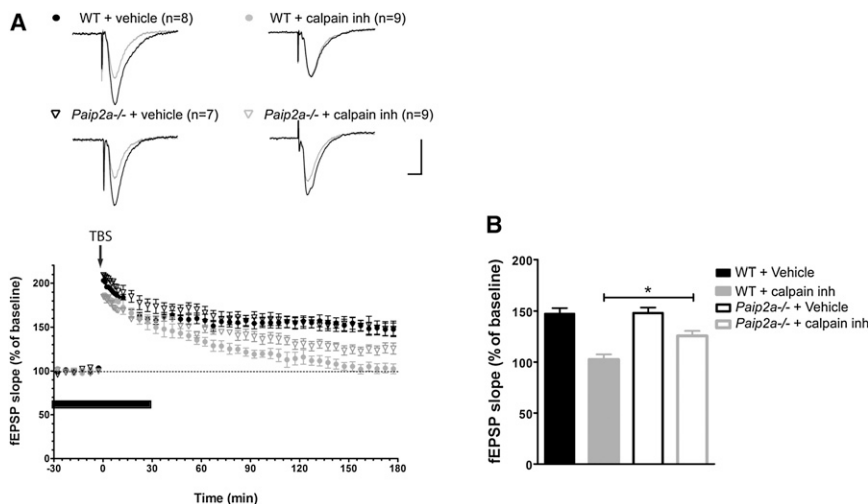 A
WT + vehicle (n=8)
WT + calpain inh (n=9)
Paip2a-/- + vehicle (n=7)
Paip2a-/- + calpain inh (n=9)
TBS
fEPSP slope (% of baseline)
200
150
100
50
0
-30
0
30
60
90
120
150
180
Time (min)
B
fEPSP slope (% of baseline)
200
150
100
50
0
*
WT + Vehicle
WT + calpain inh
Paip2a-/- + Vehicle
Paip2a-/- + calpain inh